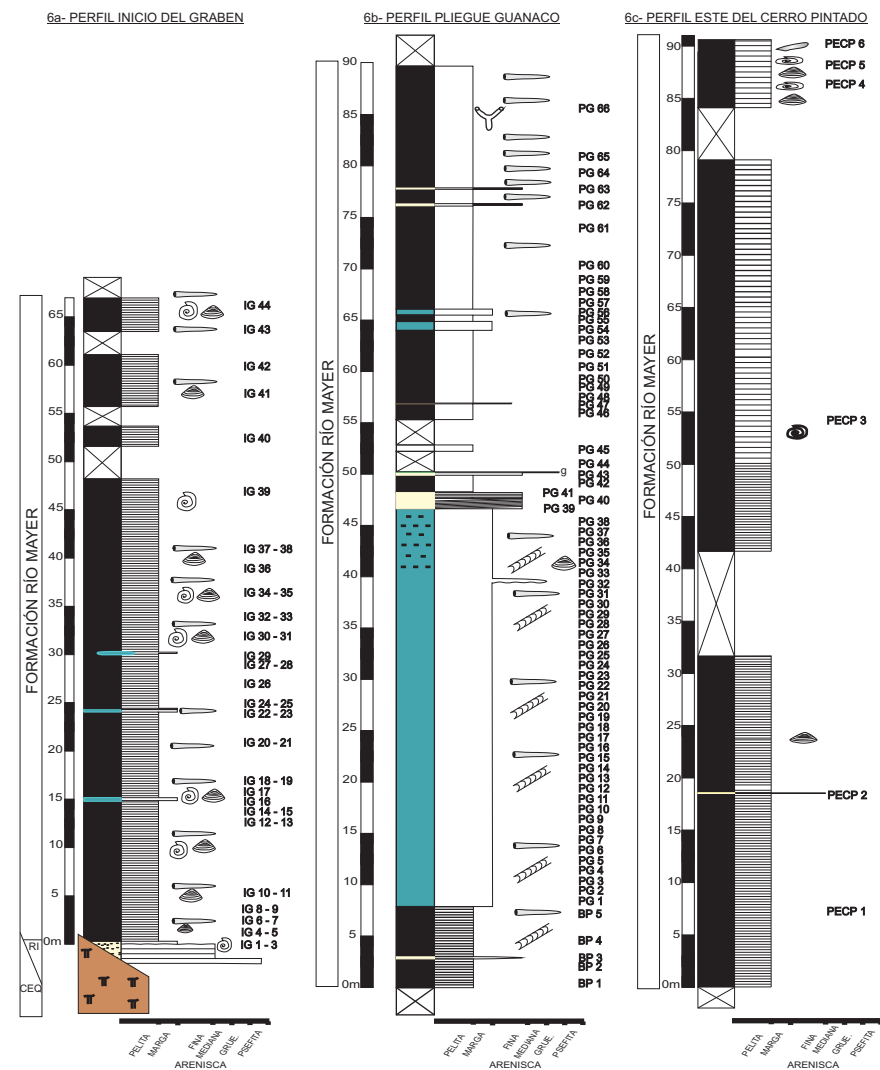 6a- PERFIL INICIO DEL GRABEN
FORMACIÓN RÍO MAYER
RI
CEQ
65
60
55
50
45
40
35
30
25
20
15
10
5
0m
IG 44
IG 43
IG 42
IG 41
IG 40
IG 39
IG 37 - 38
IG 36
IG 34 - 35
IG 32 - 33
IG 30 - 31
IG 29
IG 27 - 28
IG 26
IG 24 - 25
IG 22 - 23
IG 20 - 21
IG 18 - 19
IG 17
IG 16
IG 14 - 15
IG 12 - 13
IG 10 - 11
IG 8 - 9
IG 6 - 7
IG 4 - 5
IG 1 - 3
PELITA
MARGA
FINA
MEDIANA
GRUE.
PSEFITA
ARENISCA
6b- PERFIL PLIEGUE GUANACO
FORMACIÓN RÍO MAYER
90
85
80
75
70
65
60
55
50
45
40
35
30
25
20
15
10
5
0m
g
PG 66
PG 65
PG 64
PG 63
PG 62
PG 61
PG 60
PG 59
PG 58
PG 57
PG 56
PG 55
PG 54
PG 53
PG 52
PG 51
PG 50
PG 49
PG 48
PG 47
PG 46
PG 45
PG 44
PG 43
PG 42
PG 41
PG 40
PG 39
PG 38
PG 37
PG 36
PG 35
PG 34
PG 33
PG 32
PG 31
PG 30
PG 29
PG 28
PG 27
PG 26
PG 25
PG 24
PG 23
PG 22
PG 21
PG 20
PG 19
PG 18
PG 17
PG 16
PG 15
PG 14
PG 13
PG 12
PG 11
PG 10
PG 9
PG 8
PG 7
PG 6
PG 5
PG 4
PG 3
PG 2
PG 1
BP 5
BP 4
BP 3
BP 2
BP 1
PELITA
MARGA
FINA
MEDIANA
GRUE.
PSEFITA
ARENISCA
6c- PERFIL ESTE DEL CERRO PINTADO
FORMACIÓN RÍO MAYER
90
85
80
75
70
65
60
55
50
45
40
35
30
25
20
15
10
5
0m
PECP 6
PECP 5
PECP 4
PECP 3
PECP 2
PECP 1
PELITA
MARGA
FINA
MEDIANA
GRUE.
PSEFITA
ARENISCA